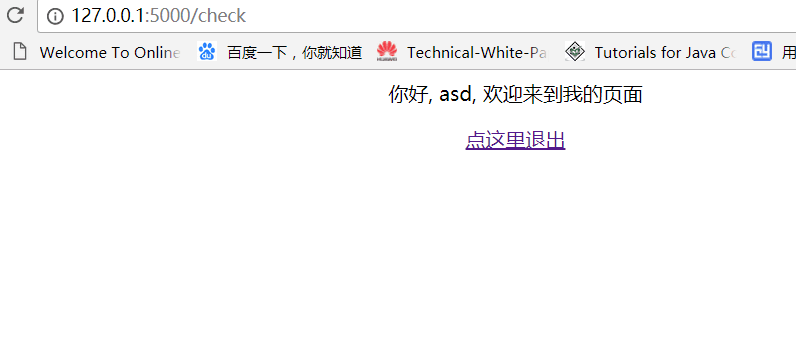 127.0.0.1:5000/check
Welcome To Online 百度一下，你就知道 Technical-White-Pa Tutorials for Java Co 用
你好, asd, 欢迎来到我的页面
点这里退出